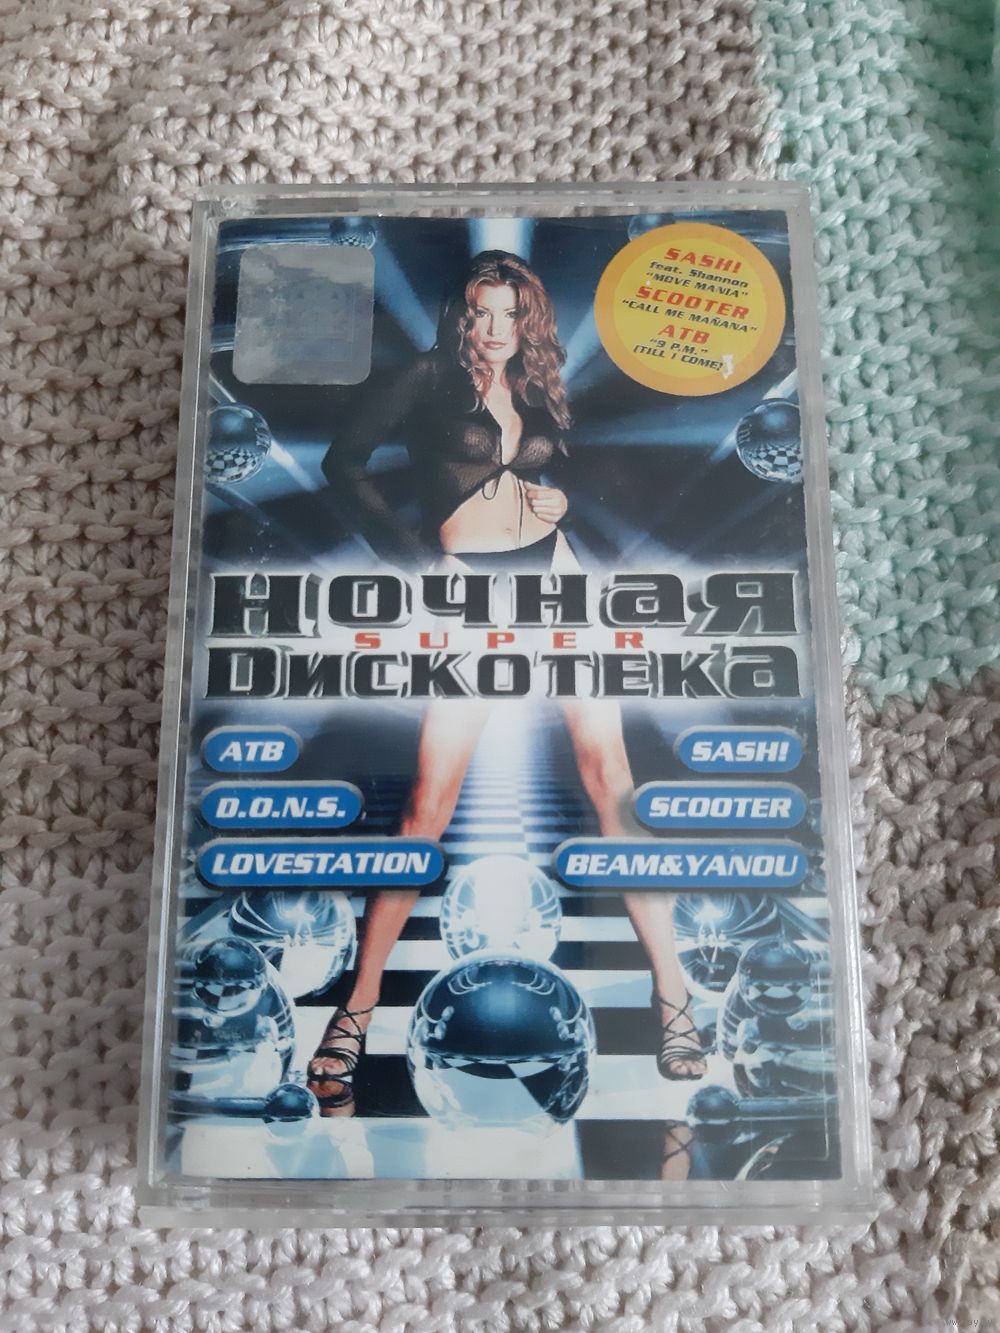 SASH!
feat. Shannon
"MOVE MANIA"
SCOOTER
"CALL ME MAÑANA"
ATB
"9 P.M."
(TILL I COME)
НОЧНАЯ
SUPER
DИСКОТЕКА
ATB
SASH!
D.O.N.S.
SCOOTER
LOVESTATION
BEAM&YANOU